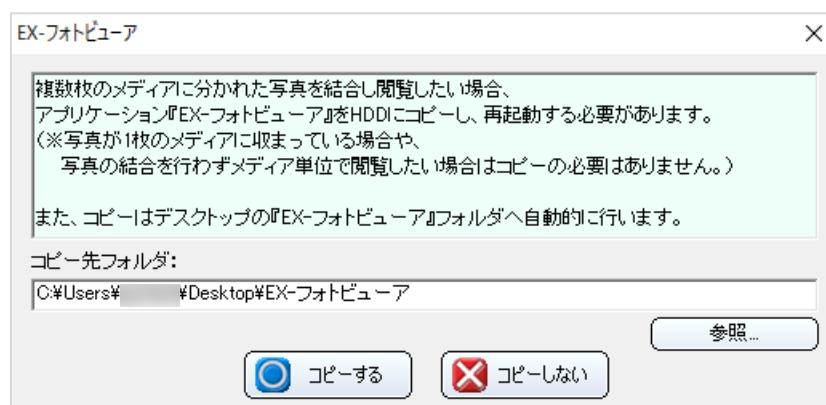 EX-フォトビューア
複数枚のメディアに分かれた写真を結合し閲覧したい場合、
アプリケーション『EX-フォトビューア』をHDDにコピーし、再起動する必要があります。
(※写真が1枚のメディアに収まっている場合や、
写真の結合を行わずメディア単位で閲覧したい場合はコピーの必要はありません。)
また、コピーはデスクトップの『EX-フォトビューア』フォルダへ自動的に行います。
コピー先フォルダ:
C:¥Users¥ ¥Desktop¥EX-フォトビューア
参照...
コピーする
コピーしない